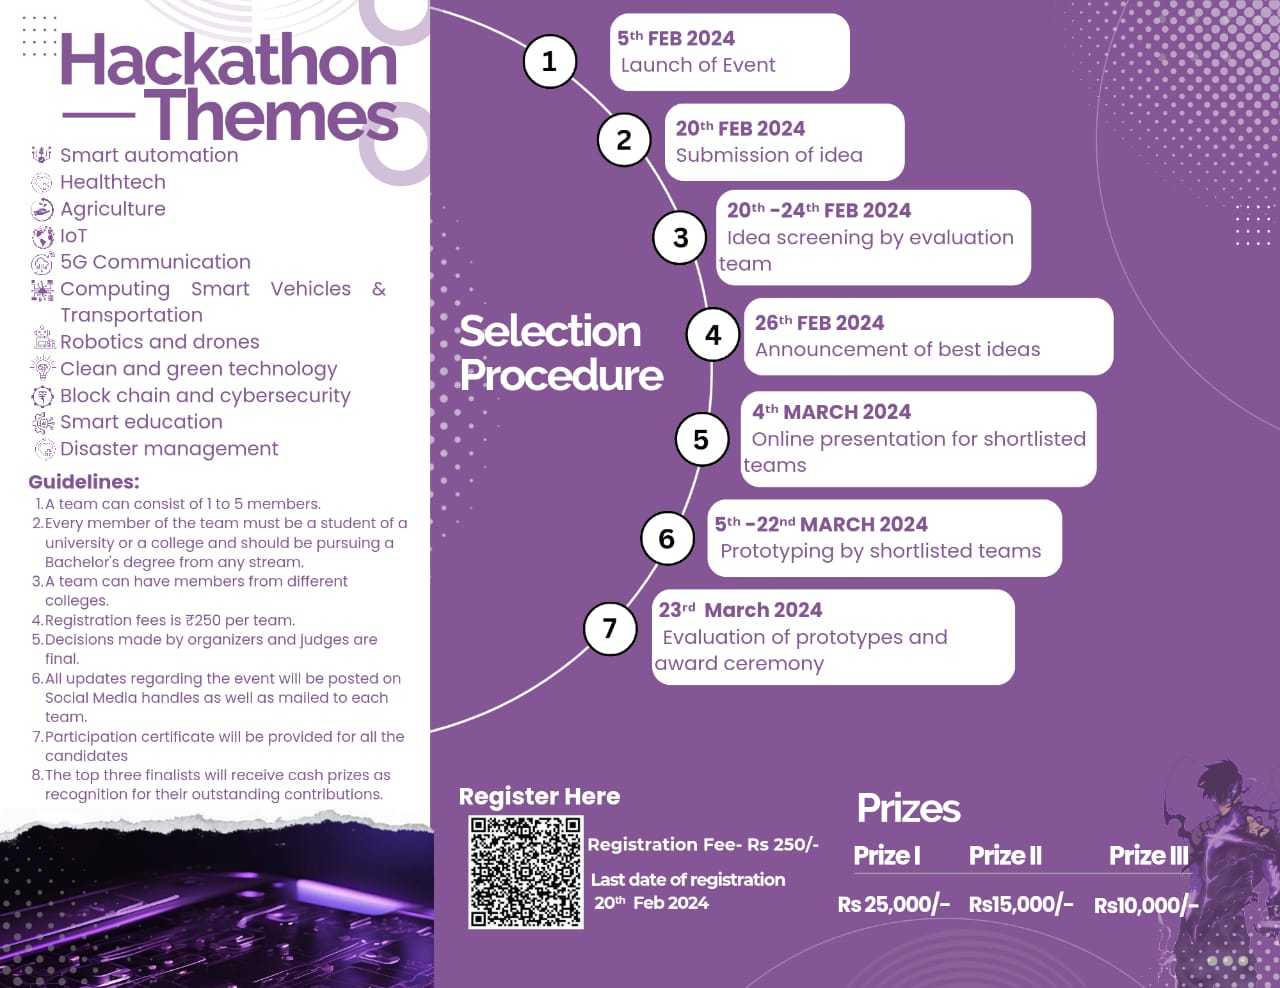 Hackathon
Themes
Smart automation
Healthtech
Agriculture
IoT
5G Communication
Computing Smart Vehicles &
Transportation
Robotics and drones
Clean and green technology
Block chain and cybersecurity
Smart education
Disaster management
Guidelines:
1.A team can consist of 1 to 5 members.
2.Every member of the team must be a student of a
university or a college and should be pursuing a
Bachelor's degree from any stream.
3.A team can have members from different
colleges.
4.Registration fees is ₹250 per team.
5.Decisions made by organizers and judges are
final.
6.All updates regarding the event will be posted on
Social Media handles as well as mailed to each
team.
7.Participation certificate will be provided for all the
candidates
8.The top three finalists will receive cash prizes as
recognition for their outstanding contributions.
Selection
Procedure
1
5th FEB 2024
Launch of Event
2
20th FEB 2024
Submission of idea
3
20th -24th FEB 2024
Idea screening by evaluation
team
4
26th FEB 2024
Announcement of best ideas
5
4th MARCH 2024
Online presentation for shortlisted
teams
6
5th -22nd MARCH 2024
Prototyping by shortlisted teams
7
23rd March 2024
Evaluation of prototypes and
award ceremony
Register Here
Registration Fee- Rs 250/-
Last date of registration
20th Feb 2024
Prizes
Prize I Prize II Prize III
Rs 25,000/- Rs15,000/- Rs10,000/-